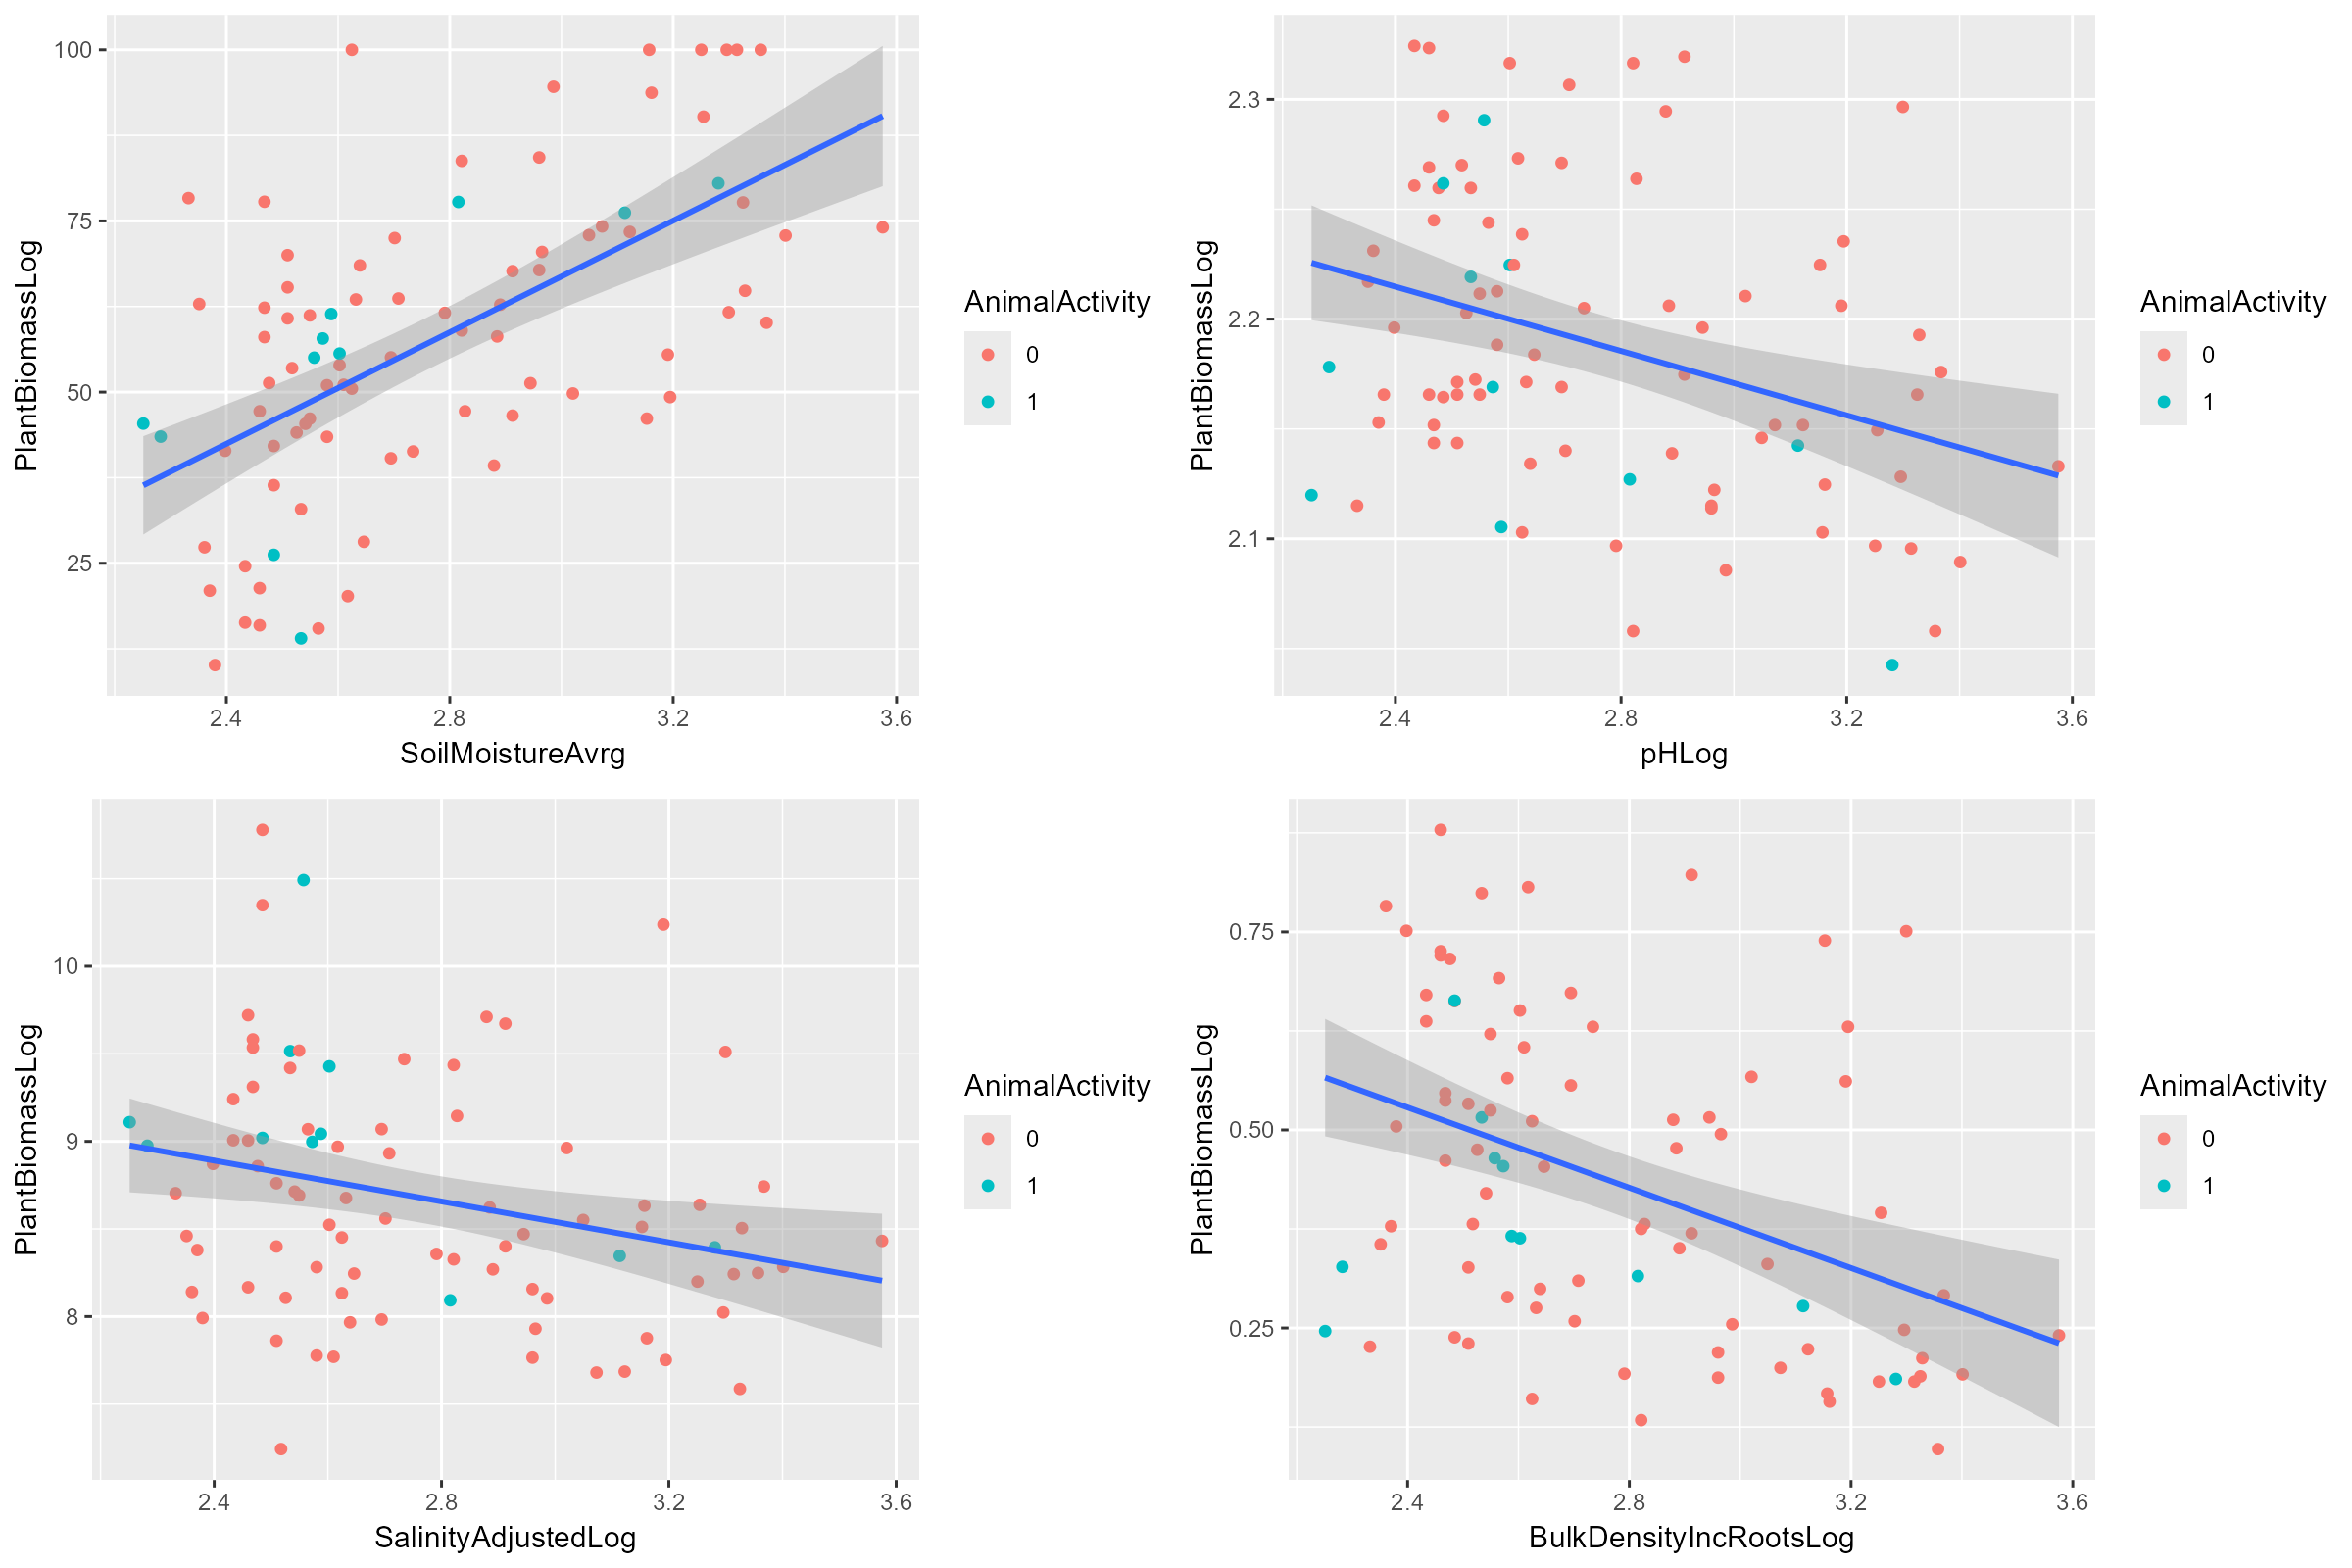 100
75
50
25
2.4 2.8 3.2 3.6
SoilMoistureAvrg
PlantBiomassLog
AnimalActivity
0
1
2.3
2.2
2.1
2.4 2.8 3.2 3.6
pHLog
PlantBiomassLog
AnimalActivity
0
1
10
9
8
2.4 2.8 3.2 3.6
SalinityAdjustedLog
PlantBiomassLog
AnimalActivity
0
1
0.75
0.50
0.25
2.4 2.8 3.2 3.6
BulkDensityIncRootsLog
PlantBiomassLog
AnimalActivity
0
1